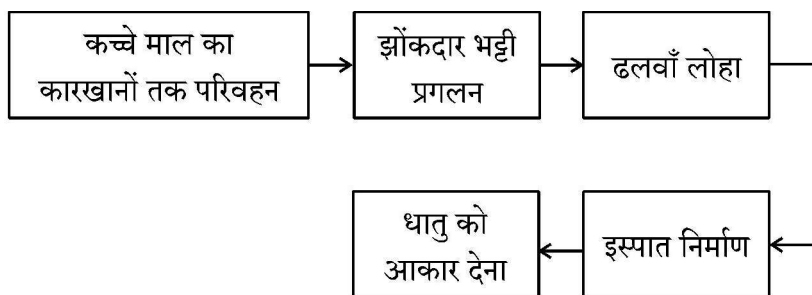 कच्चे माल का
कारखानों तक परिवहन
झोंकदार भट्टी
प्रगलन
ढलवाँ लोहा
इस्पात निर्माण
धातु को
आकार देना